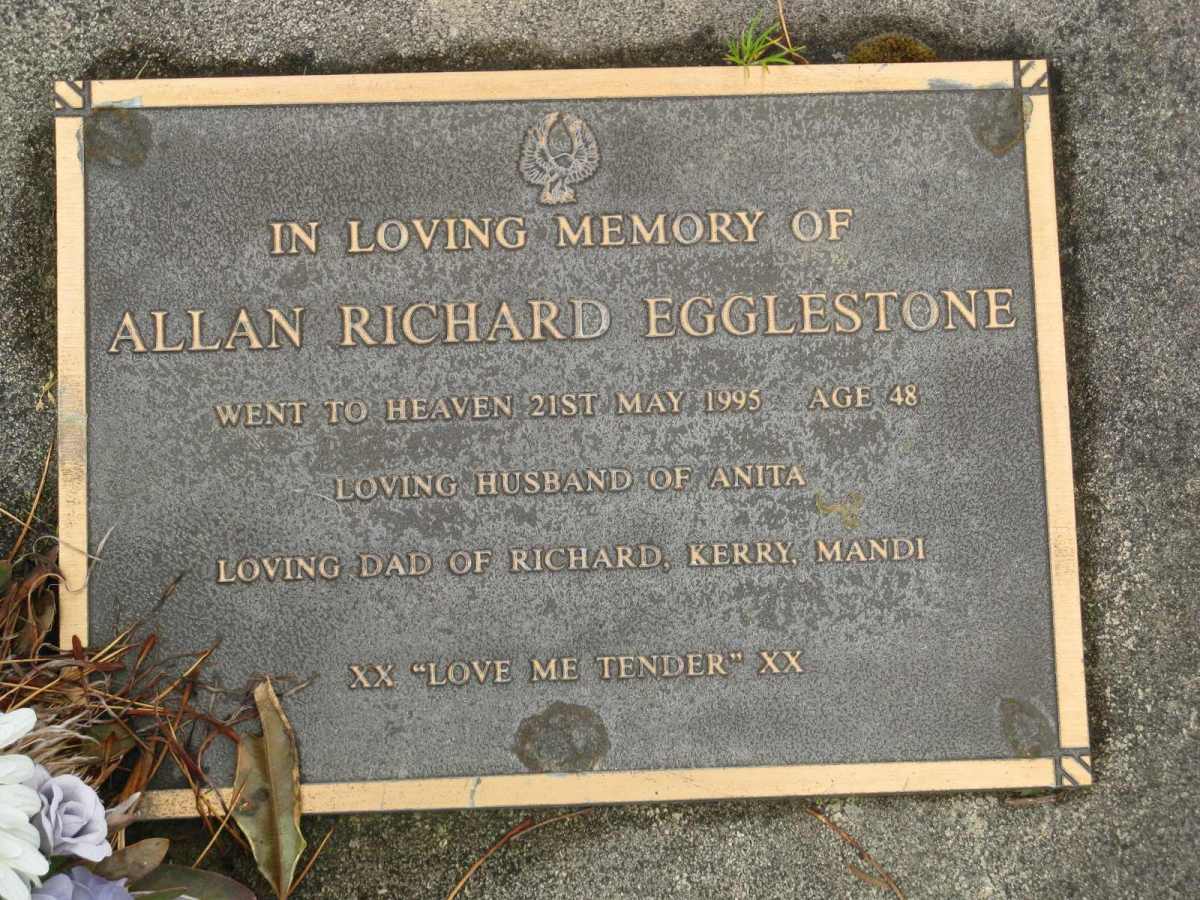 IN LOVING MEMORY OF
ALLAN RICHARD EGGLESTONE
WENT TO HEAVEN 21ST MAY 1995 AGE 48
LOVING HUSBAND OF ANITA
LOVING DAD OF RICHARD, KERRY, MANDI
XX “LOVE ME TENDER” XX